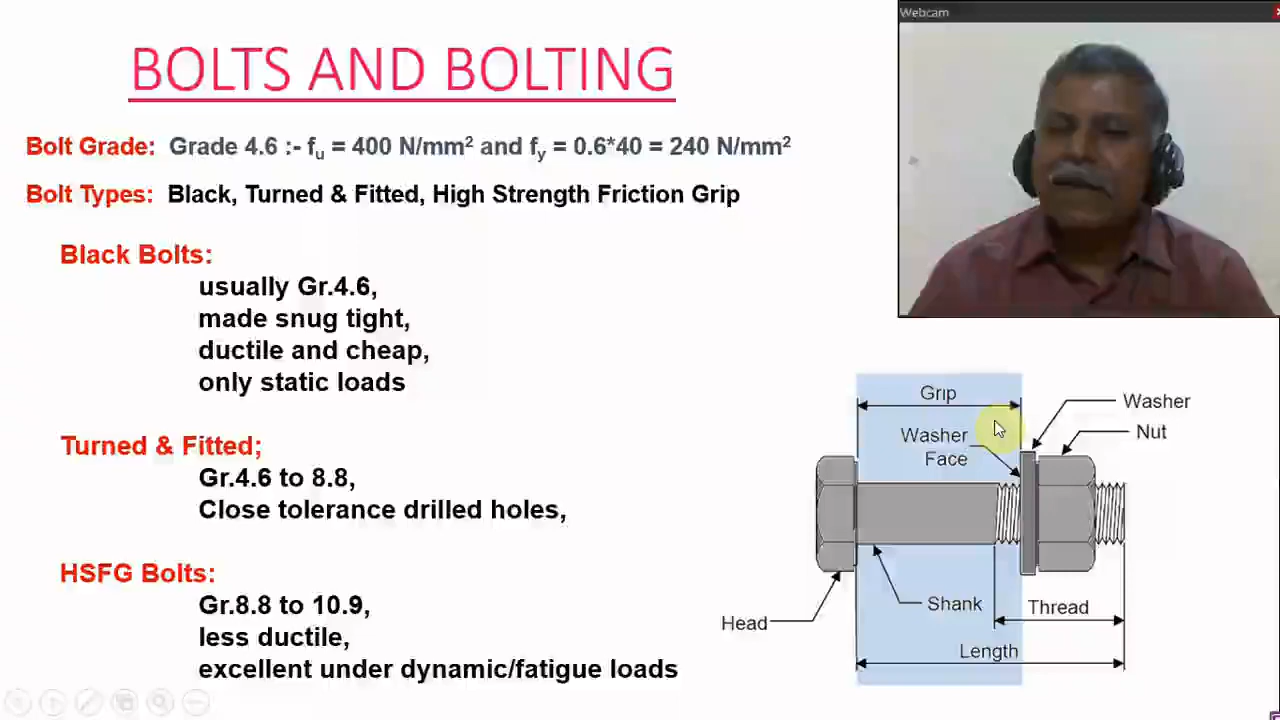 Webcam
BOLTS AND BOLTING
Bolt Grade: Grade 4.6 :- fu = 400 N/mm² and fy = 0.6*40 = 240 N/mm²
Bolt Types: Black, Turned & Fitted, High Strength Friction Grip
Black Bolts:
usually Gr.4.6,
made snug tight,
ductile and cheap,
only static loads
Turned & Fitted;
Gr.4.6 to 8.8,
Close tolerance drilled holes,
HSFG Bolts:
Gr.8.8 to 10.9,
less ductile,
excellent under dynamic/fatigue loads
Grip
Washer
Nut
Washer
Face
Shank
Thread
Head
Length